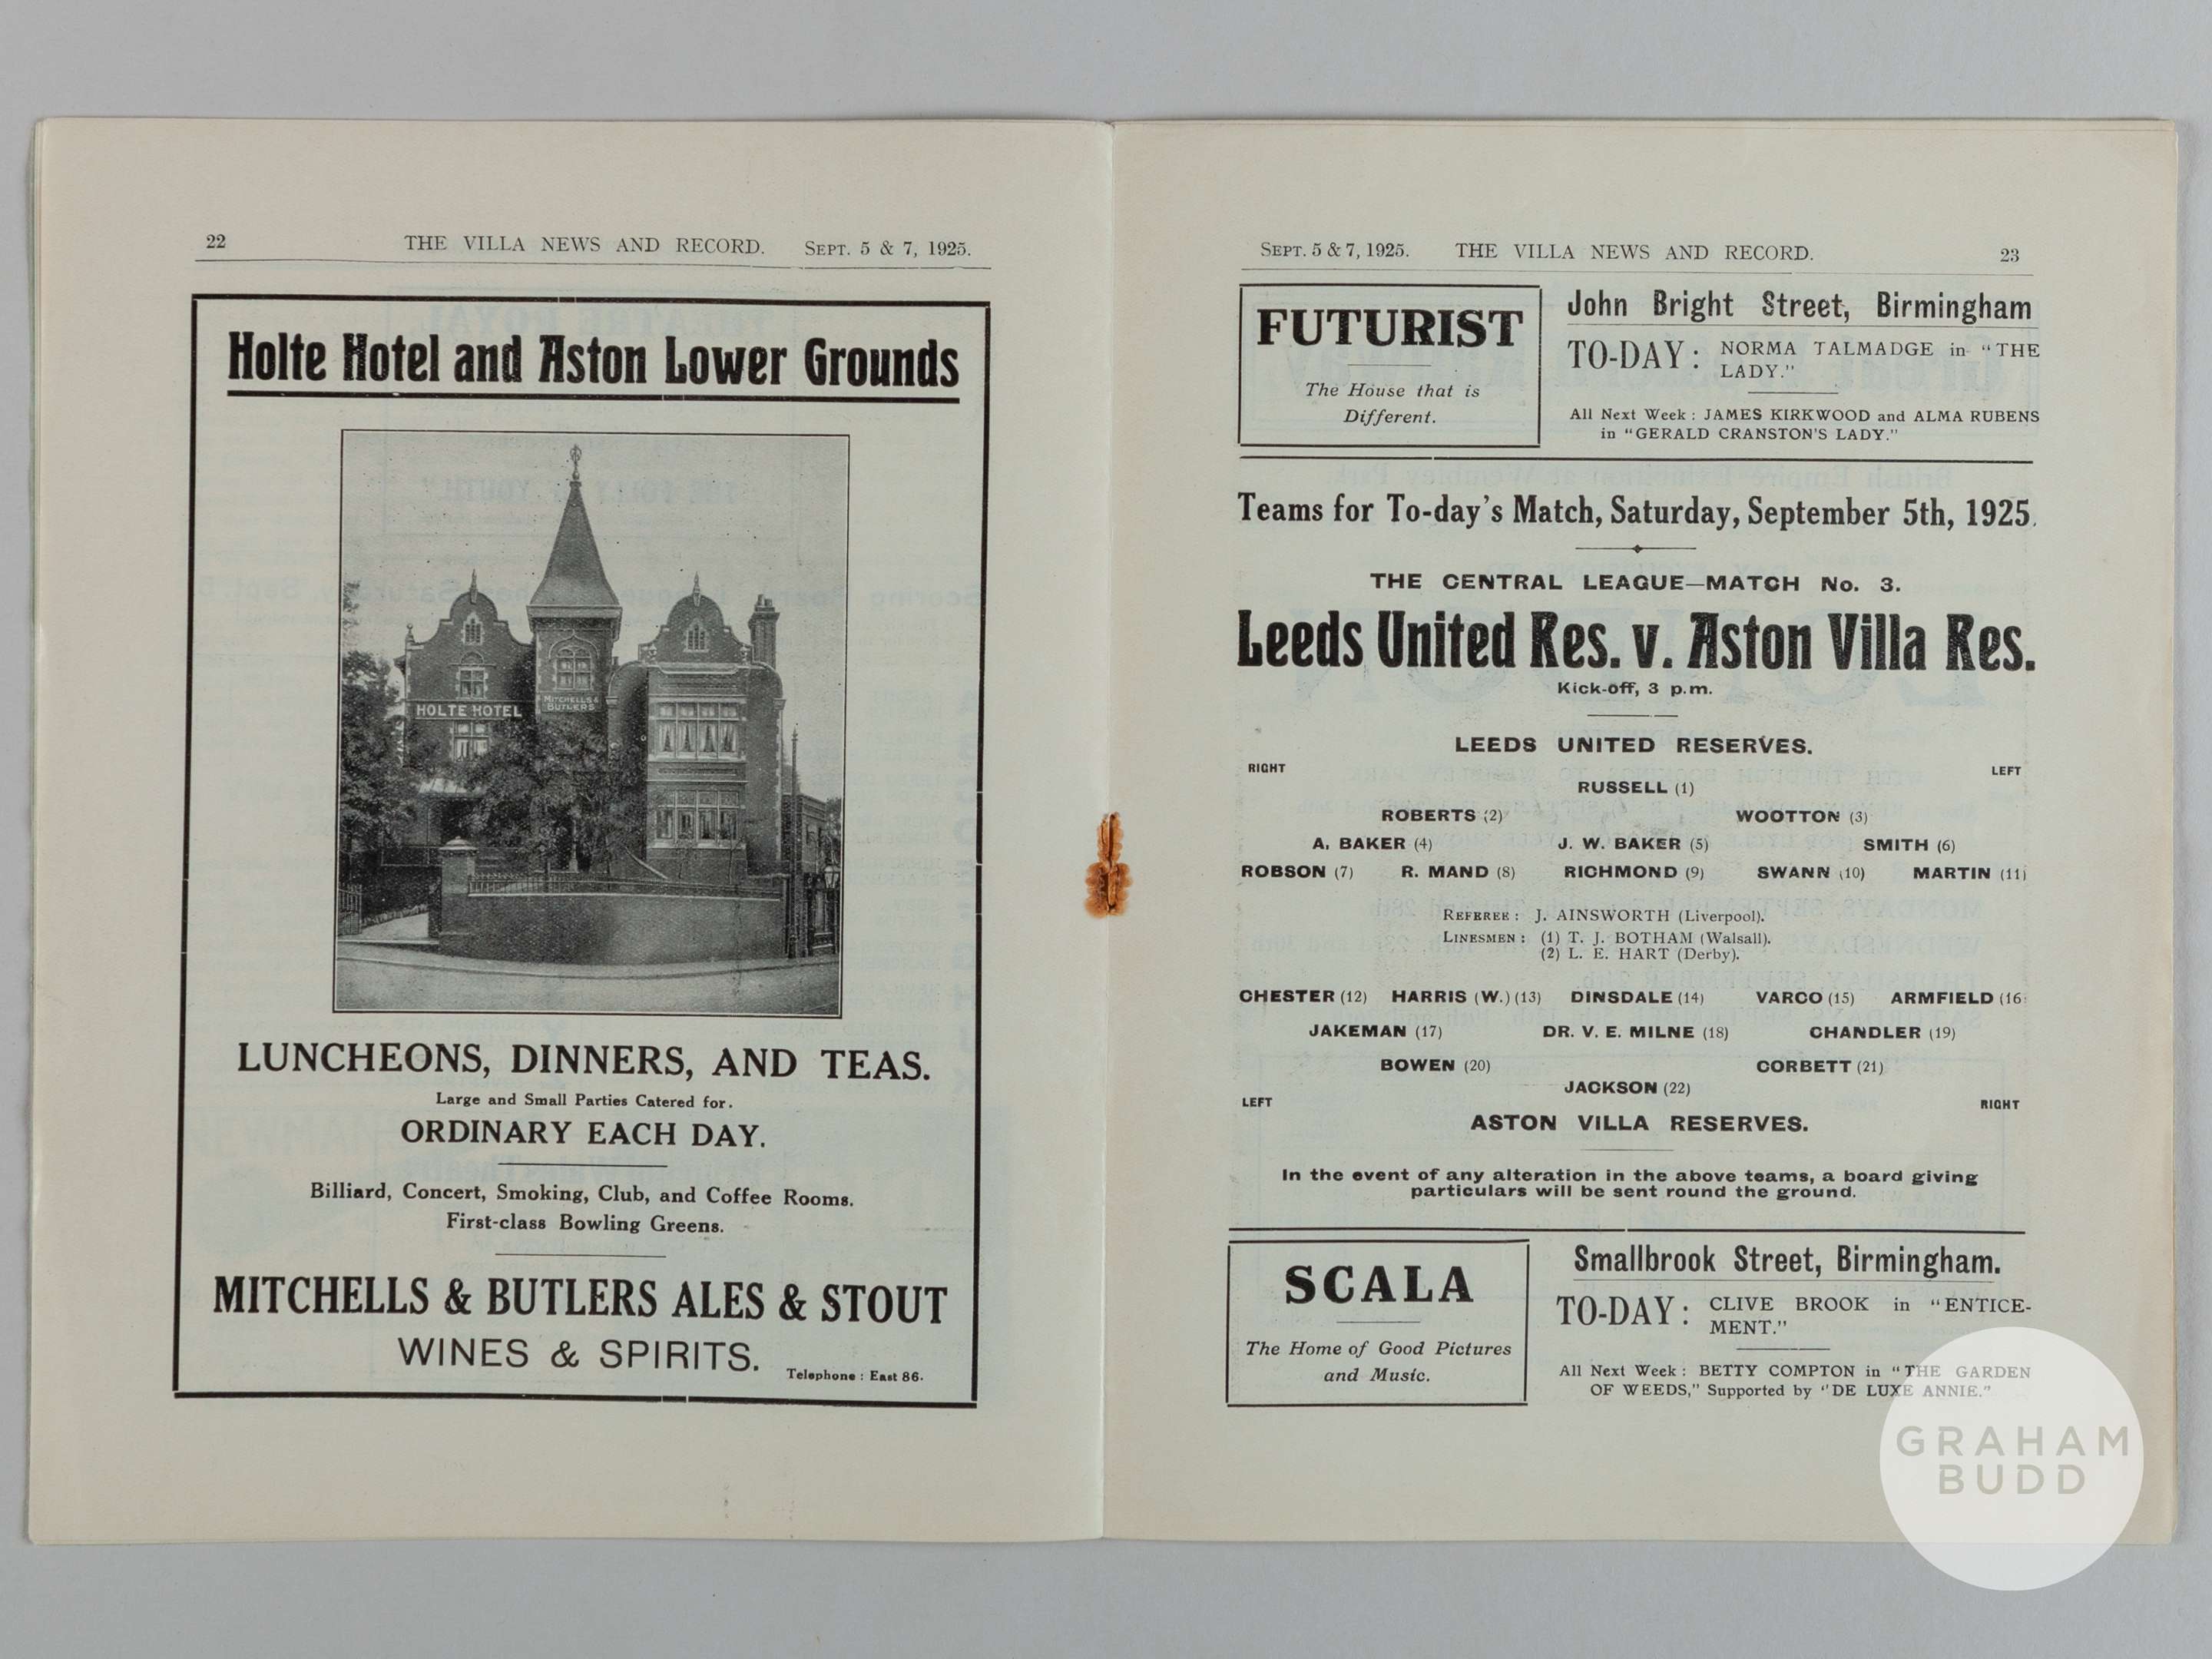 22 THE VILLA NEWS AND RECORD. SEPT. 5 & 7, 1925.
Holte Hotel and Aston Lower Grounds
HOLTE HOTEL
MITCHELLS &
BUTLERS
LUNCHEONS, DINNERS, AND TEAS.
Large and Small Parties Catered for.
ORDINARY EACH DAY.
Billiard, Concert, Smoking, Club, and Coffee Rooms.
First-class Bowling Greens.
MITCHELLS & BUTLERS ALES & STOUT
WINES & SPIRITS.
Telephone : East 86.
SEPT. 5 & 7, 1925. THE VILLA NEWS AND RECORD. 23
FUTURIST
The House that is
Different.
John Bright Street, Birmingham
TO-DAY : NORMA TALMADGE in "THE
LADY."
All Next Week : JAMES KIRKWOOD and ALMA RUBENS
in "GERALD CRANSTON'S LADY."
Teams for To-day's Match, Saturday, September 5th, 1925.
THE CENTRAL LEAGUE—MATCH No. 3.
Leeds United Res. v. Aston Villa Res.
Kick-off, 3 p.m.
LEEDS UNITED RESERVES.
RIGHT LEFT
RUSSELL (1)
ROBERTS (2) WOOTTON (3)
A. BAKER (4) J. W. BAKER (5) SMITH (6)
ROBSON (7) R. MAND (8) RICHMOND (9) SWANN (10) MARTIN (11)
REFEREE : J. AINSWORTH (Liverpool).
LINESMEN : (1) T. J. BOTHAM (Walsall).
(2) L. E. HART (Derby).
CHESTER (12) HARRIS (W.) (13) DINSDALE (14) VARCO (15) ARMFIELD (16)
JAKEMAN (17) DR. V. E. MILNE (18) CHANDLER (19)
BOWEN (20) CORBETT (21)
JACKSON (22)
LEFT RIGHT
ASTON VILLA RESERVES.
In the event of any alteration in the above teams, a board giving
particulars will be sent round the ground.
SCALA
The Home of Good Pictures
and Music.
Smallbrook Street, Birmingham.
TO-DAY : CLIVE BROOK in "ENTICE-
MENT."
All Next Week : BETTY COMPTON in "THE GARDEN
OF WEEDS," Supported by "DE LUXE ANNIE."
GRAHAM
BUDD